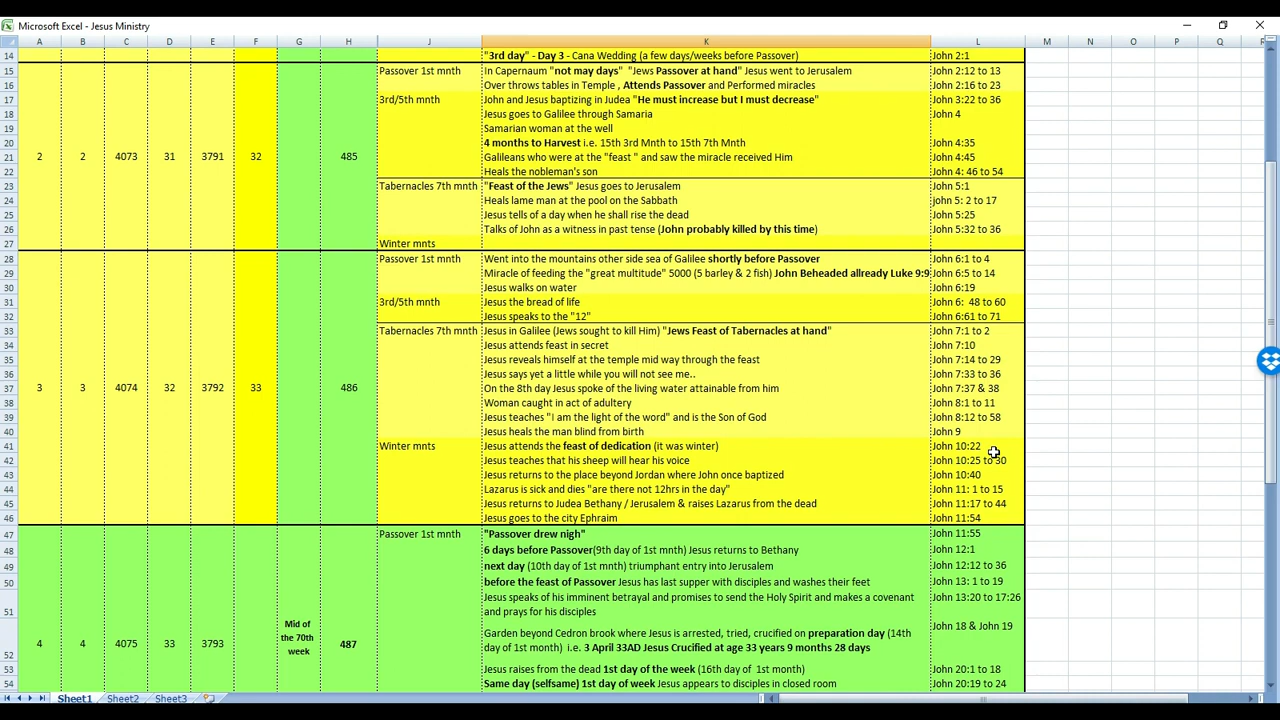 Microsoft Excel - Jesus Ministry
A B C D E F G H J K L M N O P Q R
14 "3rd day" - Day 3 - Cana Wedding (a few days/weeks before Passover) John 2:1
15 Passover 1st mnth In Capernaum "not may days" "Jews Passover at hand" Jesus went to Jerusalem John 2:12 to 13
16 Over throws tables in Temple , Attends Passover and Performed miracles John 2:16 to 23
17 3rd/5th mnth John and Jesus baptizing in Judea "He must increase but I must decrease" John 3:22 to 36
18 Jesus goes to Galilee through Samaria John 4
19 Samarian woman at the well
20 4 months to Harvest i.e. 15th 3rd Mnth to 15th 7th Mnth John 4:35
21 2 2 4073 31 3791 32 485 Galileans who were at the "feast " and saw the miracle received Him John 4:45
22 Heals the nobleman's son John 4: 46 to 54
23 Tabernacles 7th mnth "Feast of the Jews" Jesus goes to Jerusalem John 5:1
24 Heals lame man at the pool on the Sabbath john 5: 2 to 17
25 Jesus tells of a day when he shall rise the dead John 5:25
26 Talks of John as a witness in past tense (John probably killed by this time) John 5:32 to 36
27 Winter mnts
28 Passover 1st mnth Went into the mountains other side sea of Galilee shortly before Passover John 6:1 to 4
29 Miracle of feeding the "great multitude" 5000 (5 barley & 2 fish) John Beheaded allready Luke 9:9 John 6:5 to 14
30 Jesus walks on water John 6:19
31 3rd/5th mnth Jesus the bread of life John 6: 48 to 60
32 Jesus speaks to the "12" John 6:61 to 71
33 Tabernacles 7th mnth Jesus in Galilee (Jews sought to kill Him) "Jews Feast of Tabernacles at hand" John 7:1 to 2
34 Jesus attends feast in secret John 7:10
35 Jesus reveals himself at the temple mid way through the feast John 7:14 to 29
36 Jesus says yet a little while you will not see me.. John 7:33 to 36
37 3 3 4074 32 3792 33 486 On the 8th day Jesus spoke of the living water attainable from him John 7:37 & 38
38 Woman caught in act of adultery John 8:1 to 11
39 Jesus teaches "I am the light of the word" and is the Son of God John 8:12 to 58
40 Jesus heals the man blind from birth John 9
41 Winter mnts Jesus attends the feast of dedication (it was winter) John 10:22
42 Jesus teaches that his sheep will hear his voice John 10:25 to 30
43 Jesus returns to the place beyond Jordan where John once baptized John 10:40
44 Lazarus is sick and dies "are there not 12hrs in the day" John 11: 1 to 15
45 Jesus returns to Judea Bethany / Jerusalem & raises Lazarus from the dead John 11:17 to 44
46 Jesus goes to the city Ephraim John 11:54
47 Passover 1st mnth "Passover drew nigh" John 11:55
48 6 days before Passover(9th day of 1st mnth) Jesus returns to Bethany John 12:1
49 next day (10th day of 1st mnth) triumphant entry into Jerusalem John 12:12 to 36
50 before the feast of Passover Jesus has last supper with disciples and washes their feet John 13: 1 to 19
51 Jesus speaks of his imminent betrayal and promises to send the Holy Spirit and makes a covenant John 13:20 to 17:26
and prays for his disciples
52 4 4 4075 33 3793 Mid of the 70th week 487 Garden beyond Cedron brook where Jesus is arrested, tried, crucified on preparation day (14th John 18 & John 19
day of 1st month) i.e. 3 April 33AD Jesus Crucified at age 33 years 9 months 28 days
53 Jesus raises from the dead 1st day of the week (16th day of 1st month) John 20:1 to 18
54 Same day (selfsame) 1st day of week Jesus appears to disciples in closed room John 20:19 to 24
Sheet1 Sheet2 Sheet3